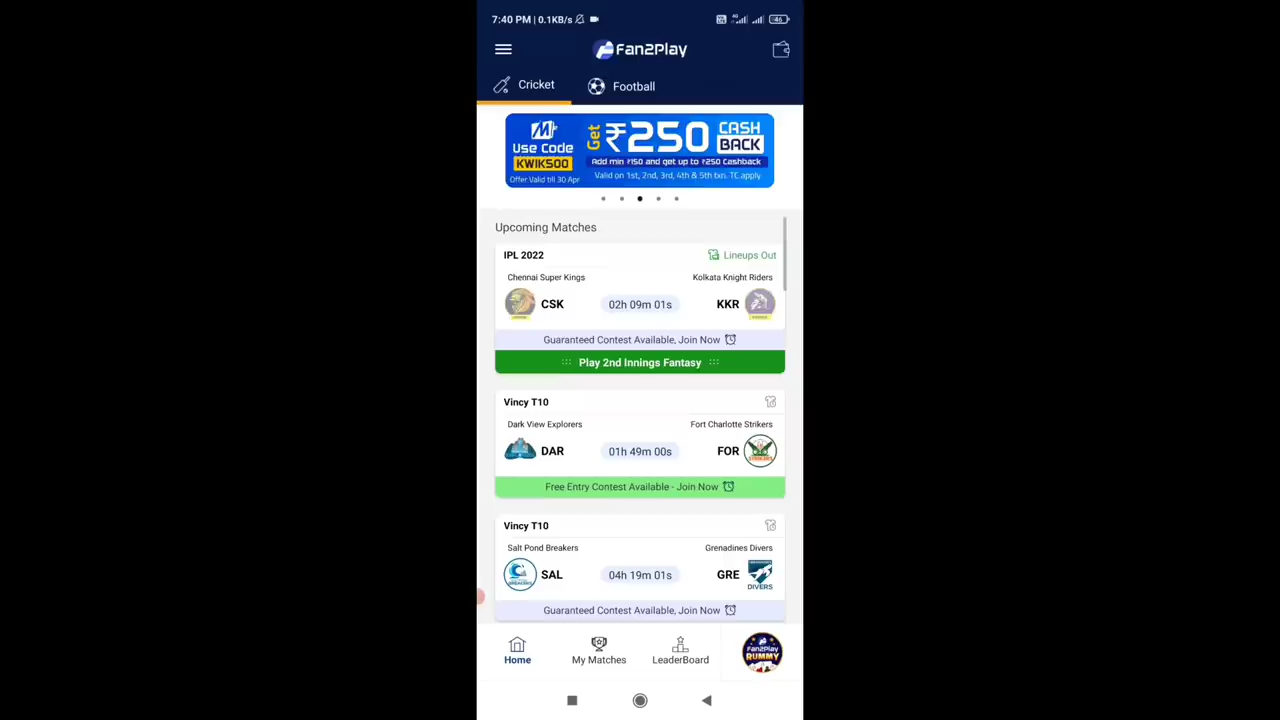 7:40 PM | 0.1KB/s
4G
46
Fan2Play
Cricket
Football
Use Code
KWIK500
Offer Valid till 30 Apr
Get ₹250 CASH BACK
Add min ₹150 and get up to ₹250 Cashback
Valid on 1st, 2nd, 3rd, 4th & 5th txn. TC apply
Upcoming Matches
IPL 2022
Lineups Out
Chennai Super Kings
Kolkata Knight Riders
CSK
02h 09m 01s
KKR
Guaranteed Contest Available, Join Now
Play 2nd Innings Fantasy
Vincy T10
Dark View Explorers
Fort Charlotte Strikers
DAR
01h 49m 00s
FOR
Free Entry Contest Available - Join Now
Vincy T10
Salt Pond Breakers
Grenadines Divers
SAL
04h 19m 01s
GRE
DIVERS
Guaranteed Contest Available, Join Now
Home
My Matches
LeaderBoard
Fan2Play
RUMMY